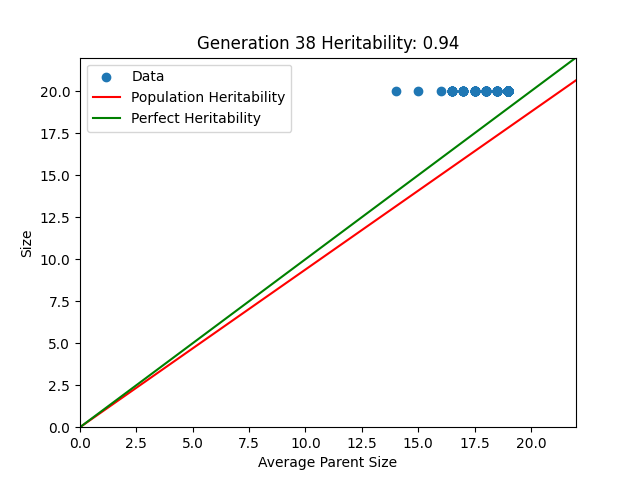 Generation 38 Heritability: 0.94
Data
Population Heritability
Perfect Heritability
20.0
17.5
15.0
12.5
10.0
7.5
5.0
2.5
0.0
Size
0.0 2.5 5.0 7.5 10.0 12.5 15.0 17.5 20.0
Average Parent Size